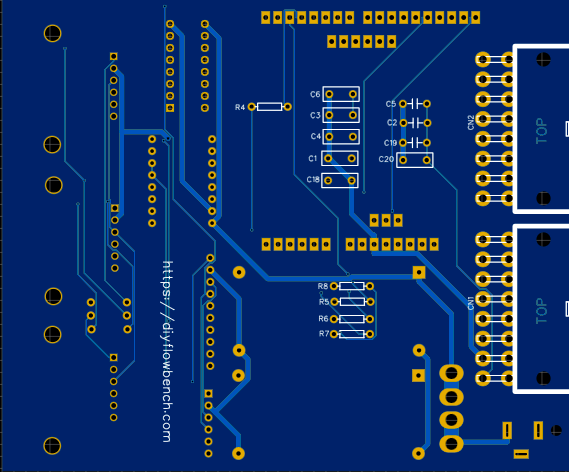 R4
C6
C3
C4
C1
C18
C5
C2
C19
C20
CN2
TOP
R8
R5
R6
R7
CN1
TOP
https://diyflowbench.com